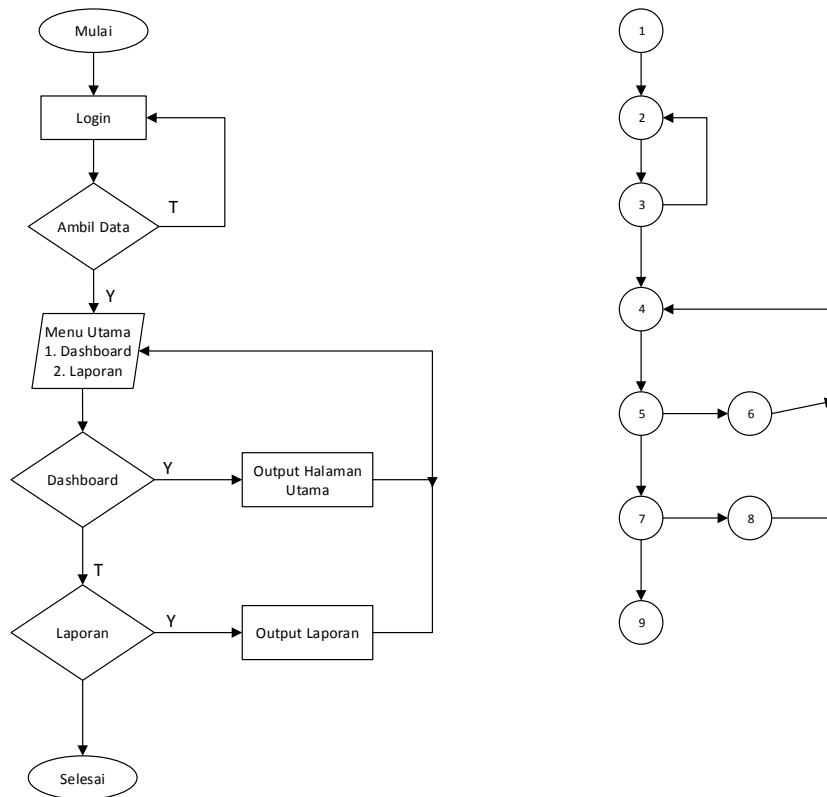 Mulai
Login
Ambil Data
T
Y
Menu Utama
1. Dashboard
2. Laporan
Dashboard
Y
Output Halaman
Utama
T
Laporan
Y
Output Laporan
Selesai
1
2
3
4
5
6
7
8
9